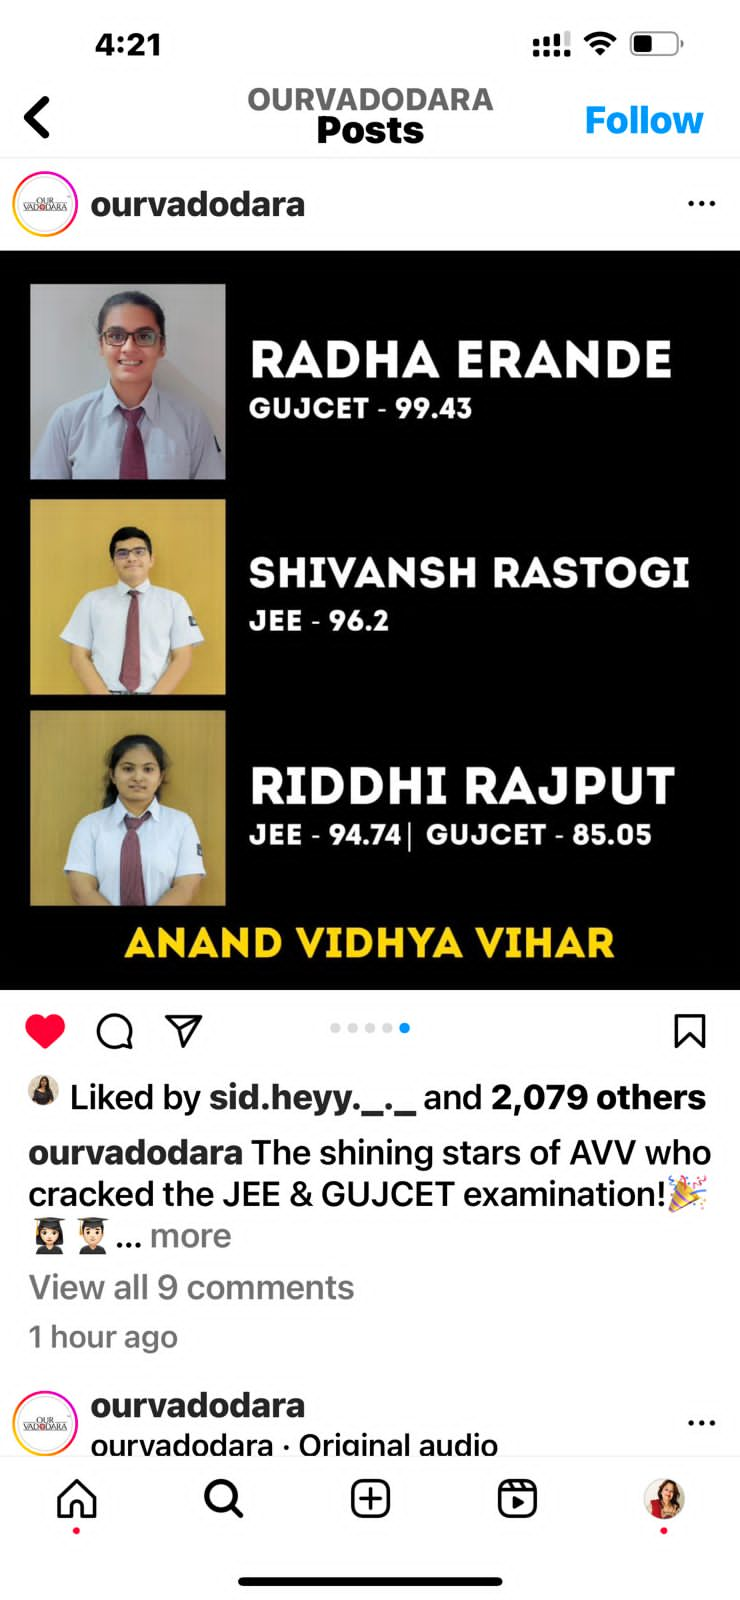 4:21
OURVADODARA
Posts
Follow
OUR
VADODARA
ourvadodara
RADHA ERANDE
GUJCET - 99.43
SHIVANSH RASTOGI
JEE - 96.2
RIDDHI RAJPUT
JEE - 94.74| GUJCET - 85.05
ANAND VIDHYA VIHAR
Liked by sid.heyy._._ and 2,079 others
ourvadodara The shining stars of AVV who
cracked the JEE & GUJCET examination!🎉
👩🏻‍🎓👨🏻‍🎓... more
View all 9 comments
1 hour ago
OUR
VADODARA
ourvadodara
ourvadodara · Original audio